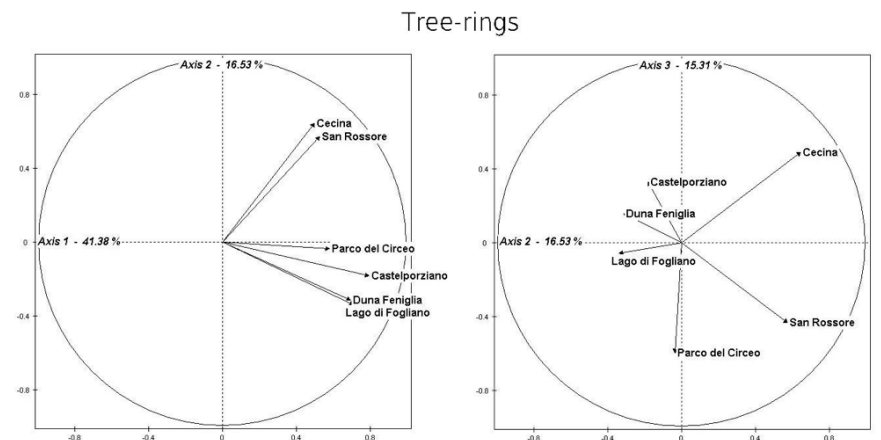 Tree-rings
Axis 2 - 16.53 %
0.8
Cecina
San Rossore
0.4
Axis 1 - 41.38 %
0
Parco del Circeo
Castelporziano
Duna Feniglia
Lago di Fogliano
-0.4
-0.8
-0.8
-0.4
0
0.4
0.8
Axis 3 - 15.31 %
0.8
Cecina
0.4
Castelporziano
Duna Feniglia
Axis 2 - 16.53 %
0
Lago di Fogliano
San Rossore
-0.4
Parco del Circeo
-0.8
-0.8
-0.4
0
0.4
0.8